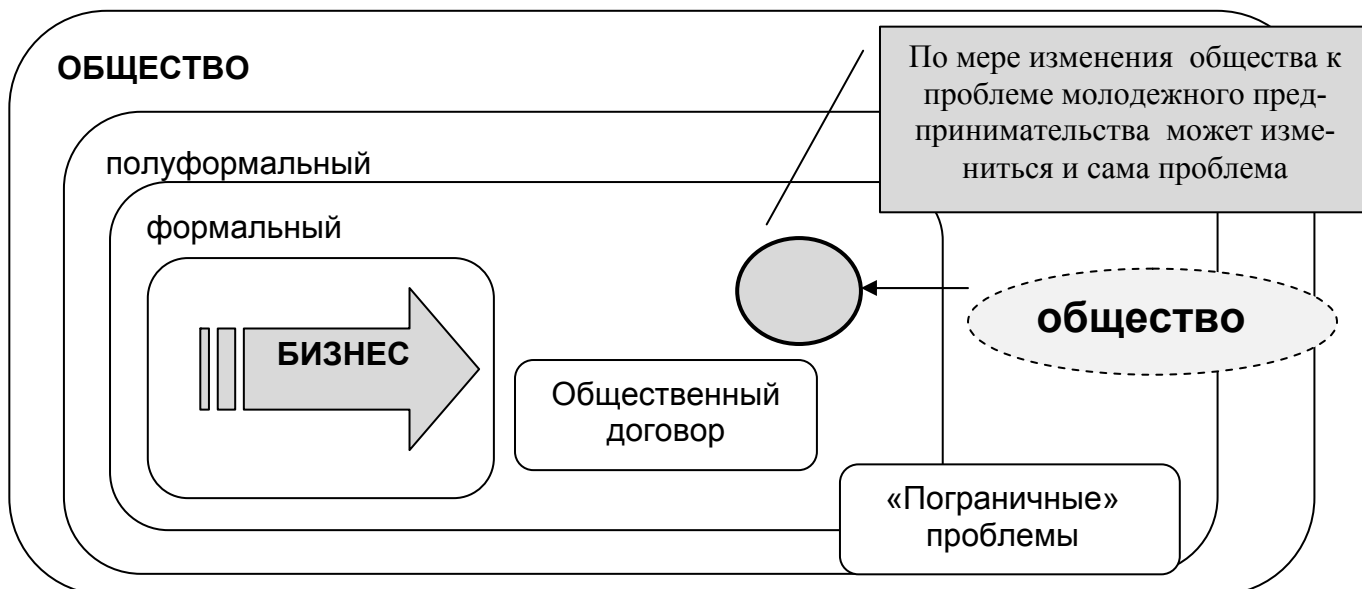 ОБЩЕСТВО
По мере изменения общества к
проблеме молодежного пред-
принимательства может изме-
ниться и сама проблема
полуформальный
формальный
БИЗНЕС
общество
Общественный
договор
«Пограничные»
проблемы